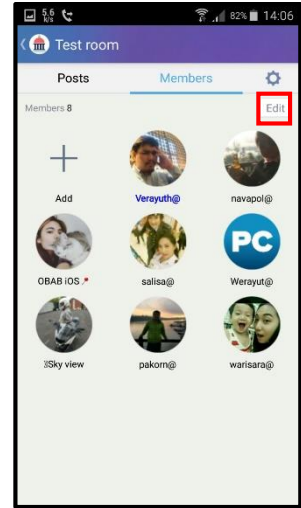 5.6 K/s 82% 14:06
Test room
Posts Members
Members 8 Edit
Add Verayuth@ navapol@
PC
OBAB iOS salisa@ Werayut@
Sky view pakorn@ warisara@